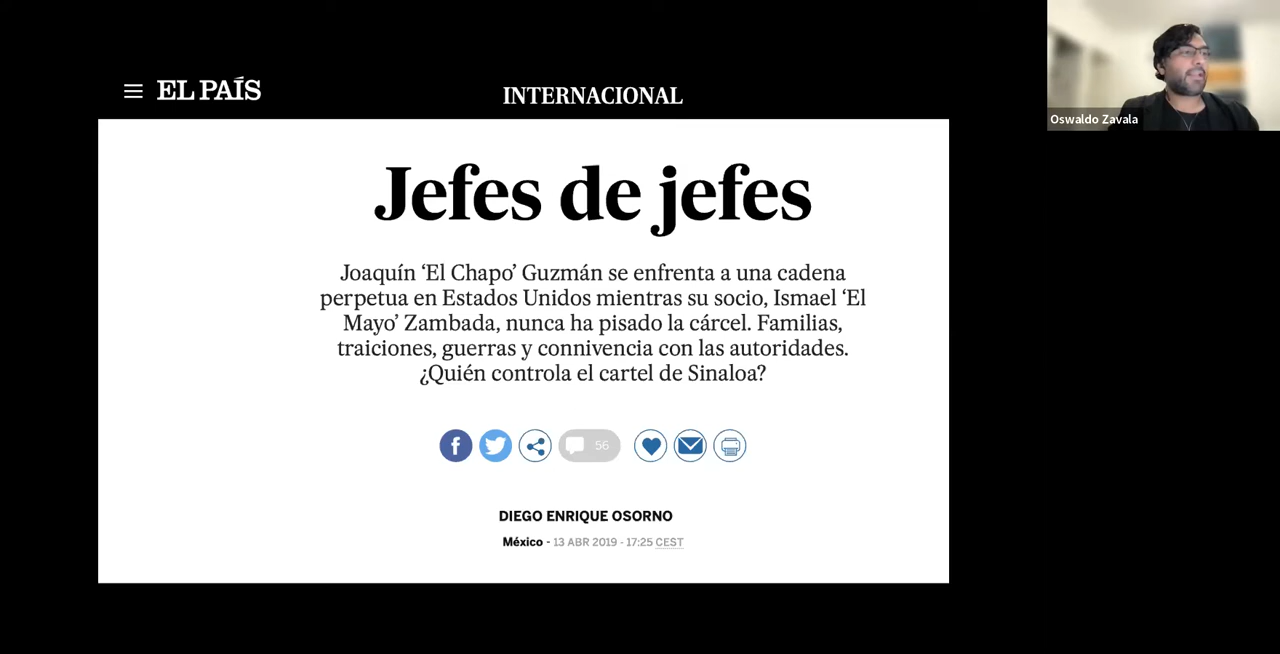 EL PAÍS
INTERNACIONAL
Oswaldo Zavala
Jefes de jefes
Joaquín ‘El Chapo’ Guzmán se enfrenta a una cadena
perpetua en Estados Unidos mientras su socio, Ismael ‘El
Mayo’ Zambada, nunca ha pisado la cárcel. Familias,
traiciones, guerras y connivencia con las autoridades.
¿Quién controla el cartel de Sinaloa?
f
56
DIEGO ENRIQUE OSORNO
México - 13 ABR 2019 - 17:25 CEST